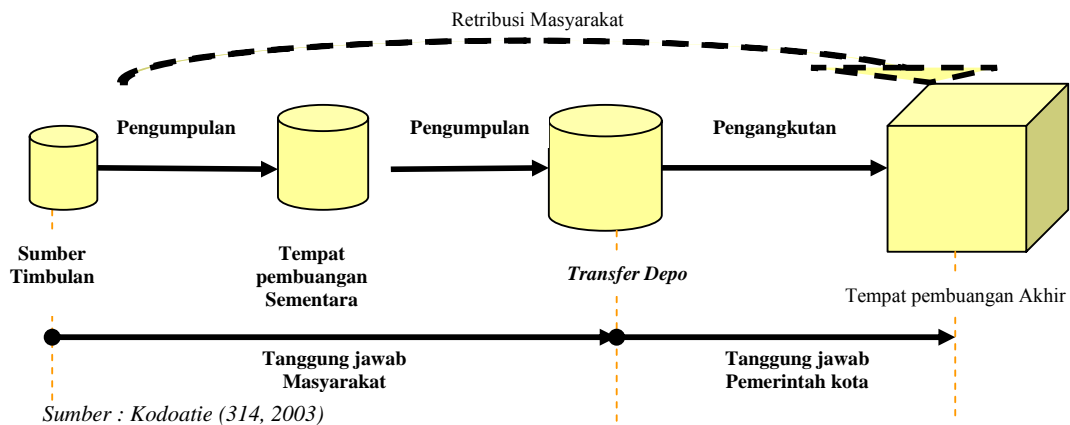 Retribusi Masyarakat
Pengumpulan
Pengumpulan
Pengangkutan
Sumber
Timbulan
Tempat
pembuangan
Sementara
Transfer Depo
Tempat pembuangan Akhir
Tanggung jawab
Masyarakat
Tanggung jawab
Pemerintah kota
Sumber : Kodoatie (314, 2003)